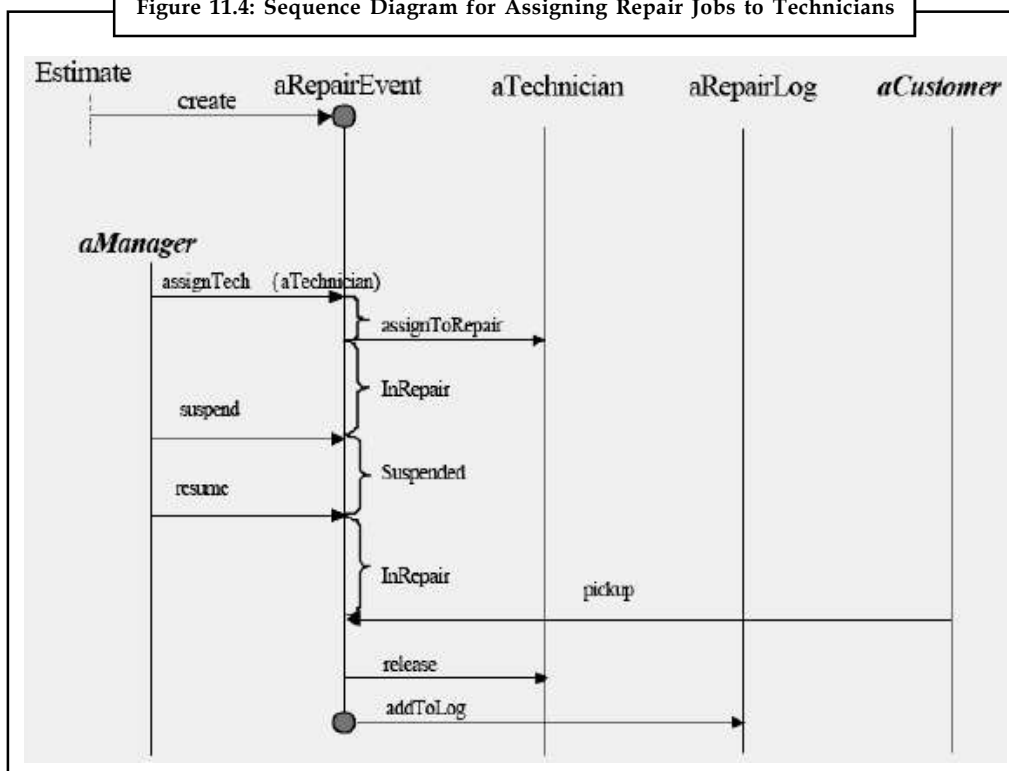 Figure 11.4: Sequence Diagram for Assigning Repair Jobs to Technicians
Estimate
aRepairEvent
aTechnician
aRepairLog
aCustomer
create
aManager
assignTech (aTechnician)
assignToRepair
InRepair
suspend
Suspended
resume
InRepair
pickup
release
addToLog